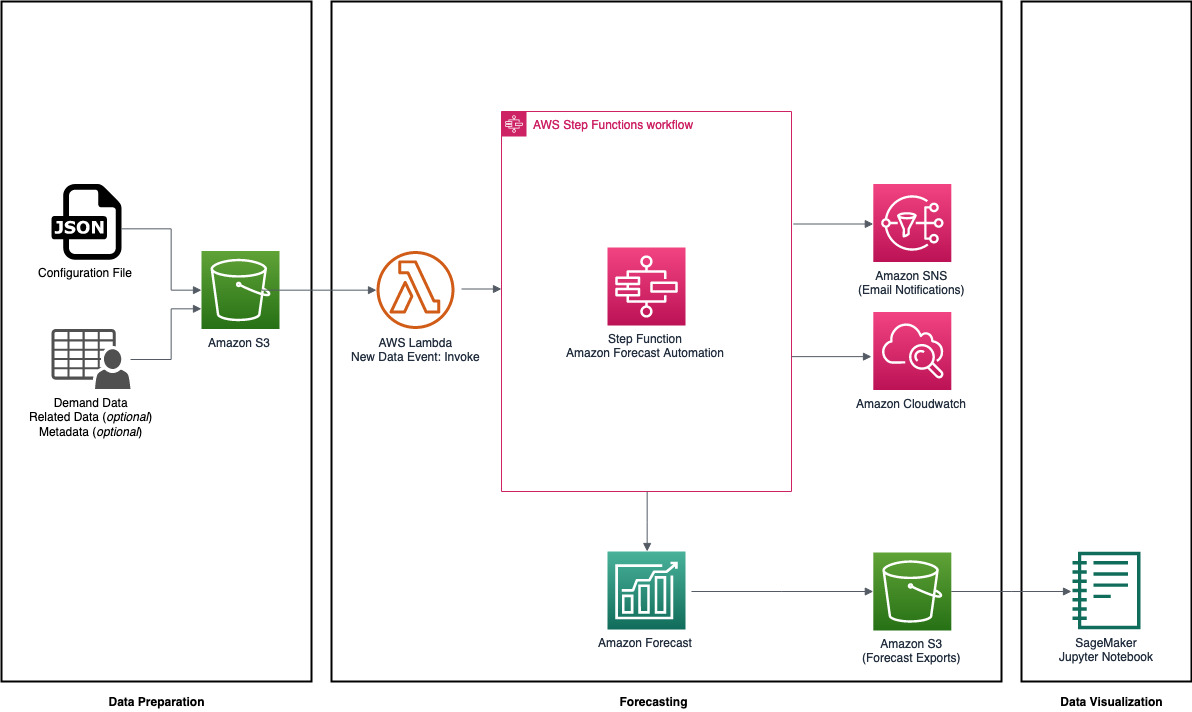 AWS Step Functions workflow
JSON
Configuration File
Amazon S3
Demand Data
Related Data (optional)
Metadata (optional)
AWS Lambda
New Data Event: Invoke
Step Function
Amazon Forecast Automation
Amazon SNS
(Email Notifications)
Amazon Cloudwatch
Amazon Forecast
Amazon S3
(Forecast Exports)
SageMaker
Jupyter Notebook
Data Preparation
Forecasting
Data Visualization